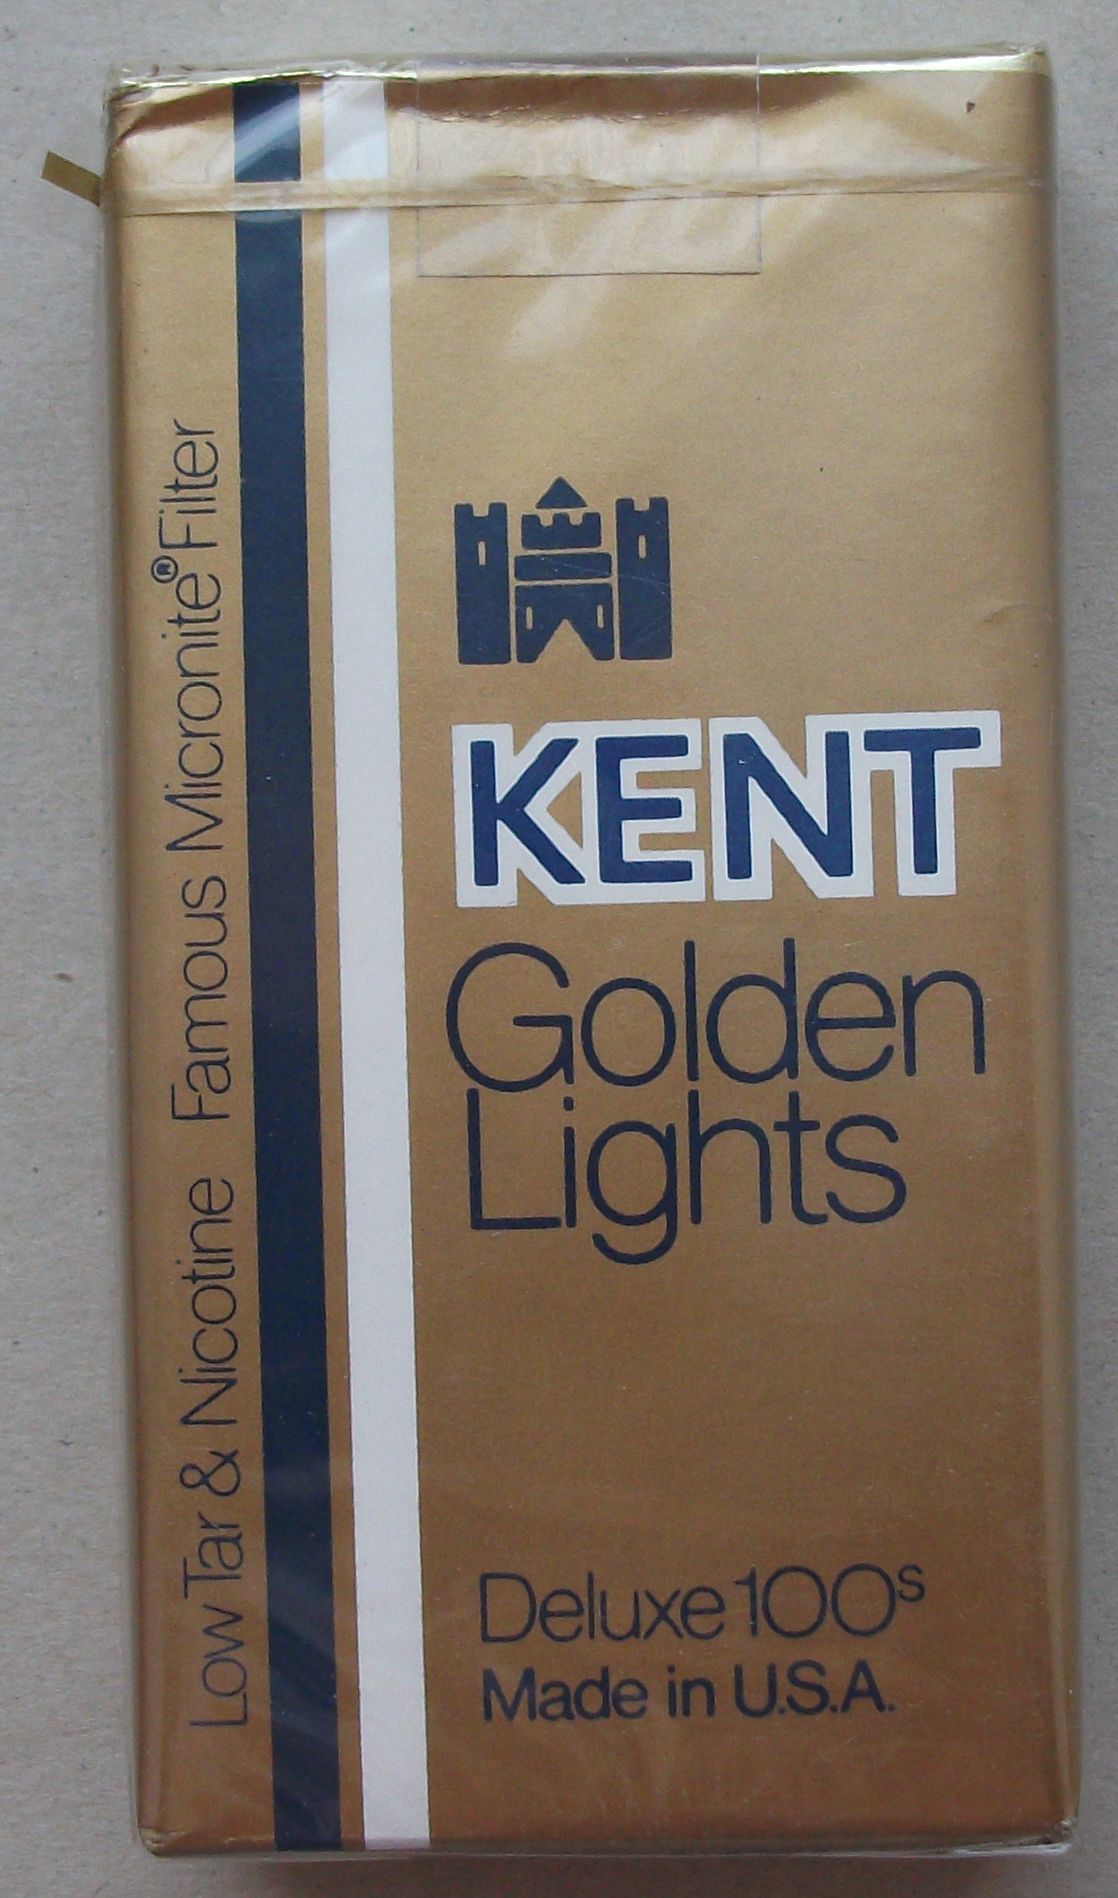 Low Tar & Nicotine Famous Micronite® Filter
KENT
Golden
Lights
Deluxe 100s
Made in U.S.A.